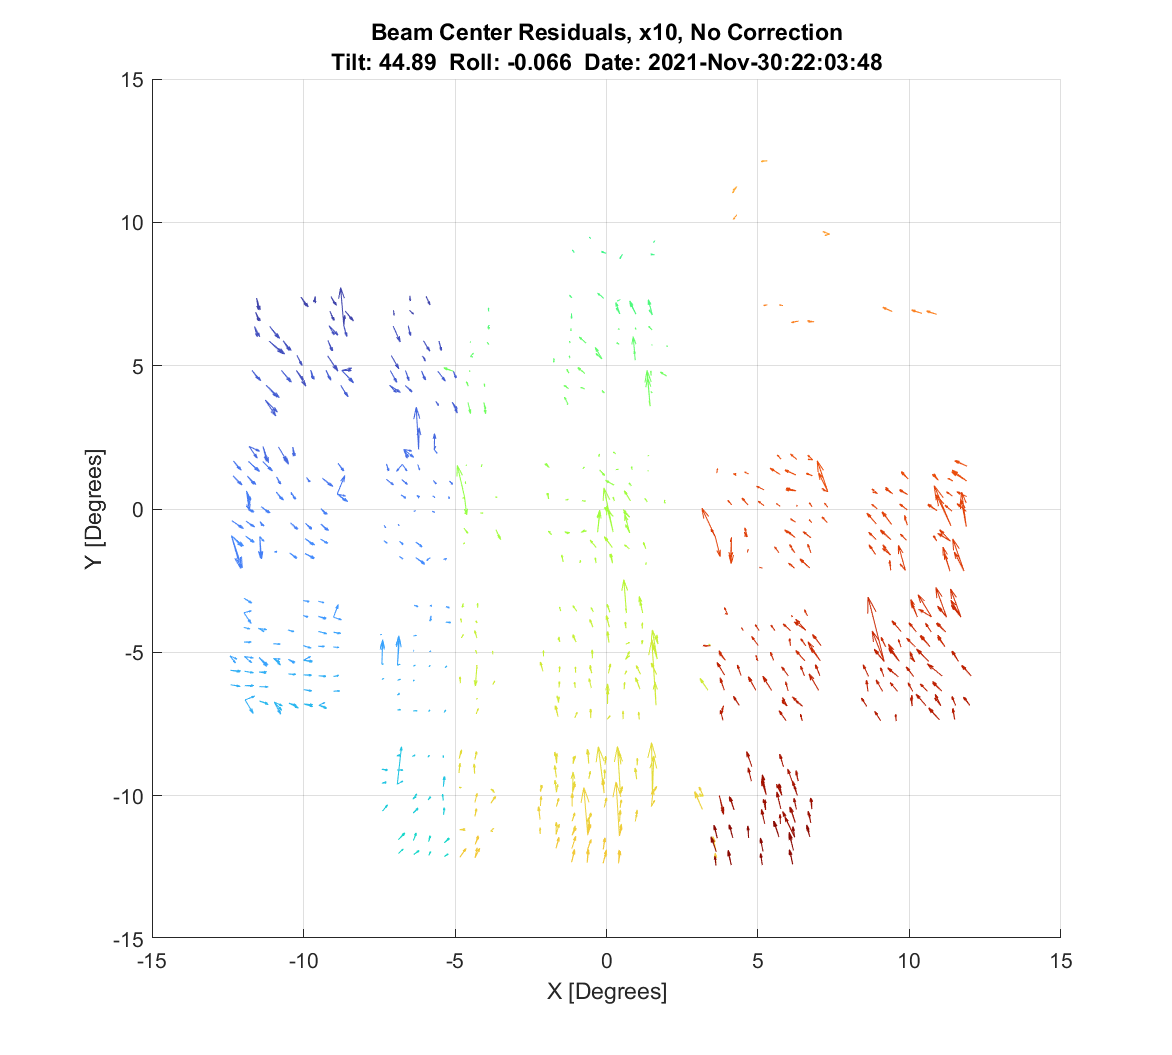 Beam Center Residuals, x10, No Correction
Tilt: 44.89 Roll: -0.066 Date: 2021-Nov-30:22:03:48
15
10
5
0
-5
-10
-15
Y [Degrees]
-15 -10 -5 0 5 10 15
X [Degrees]